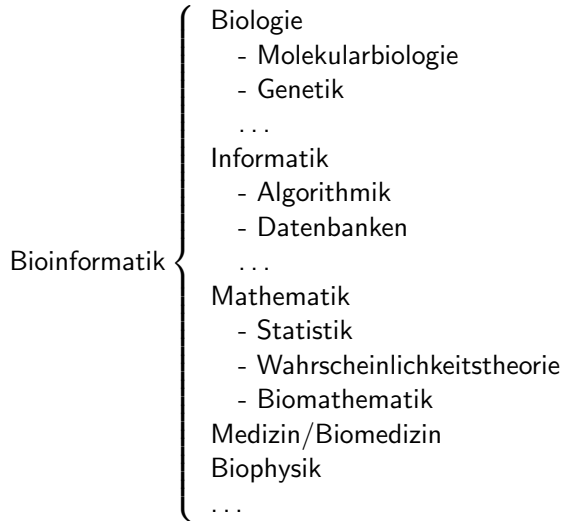 Biologie
- Molekularbiologie
- Genetik
. . .
Informatik
- Algorithmik
- Datenbanken
Bioinformatik
. . .
Mathematik
- Statistik
- Wahrscheinlichkeitstheorie
- Biomathematik
Medizin/Biomedizin
Biophysik
. . .